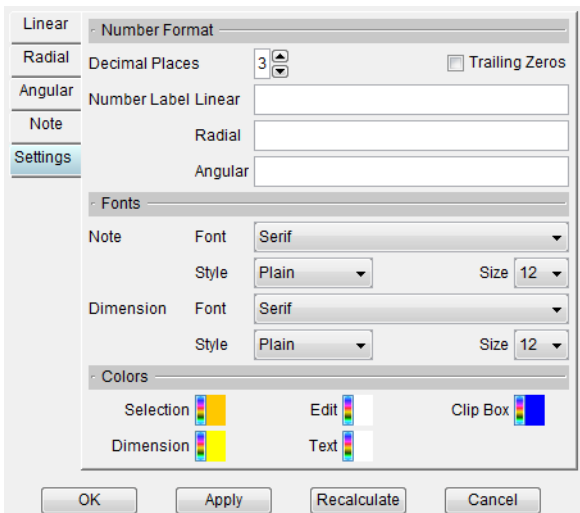 Linear
Radial
Angular
Note
Settings
Number Format
Decimal Places 3 Trailing Zeros
Number Label Linear
Radial
Angular
Fonts
Note Font Serif
Style Plain Size 12
Dimension Font Serif
Style Plain Size 12
Colors
Selection Edit Clip Box
Dimension Text
OK Apply Recalculate Cancel